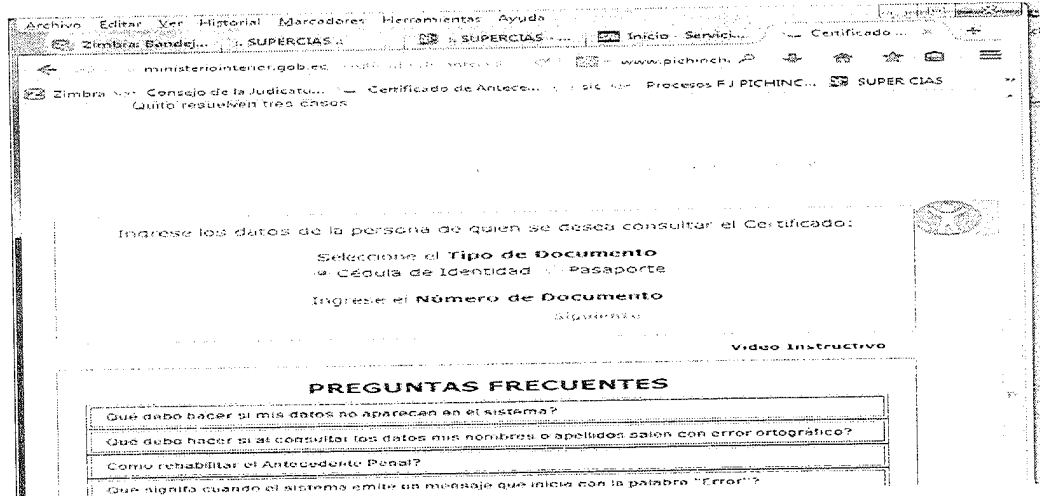 Archivo Editar Ver Historial Marcadores Herramientas Ayuda
Zimbra: Bandej... SUPERCIAS SUPERCIAS - ... Inicio - Servici... Certificado ...
ministeriointerior.gob.ec www.pichinch.
Zimbra Consejo de la Judicatu... Certificado de Antece... Procesos FJ PICHINC... SUPER CIAS
Quito resuelven tres casos
Ingrese los datos de la persona de quien se desea consultar el Certificado:
Seleccione el Tipo de Documento
Cédula de Identidad Pasaporte
Ingrese el Número de Documento
Siguiente
Video Instructivo
PREGUNTAS FRECUENTES
Qué debo hacer si mis datos no aparecen en el sistema?
Qué debo hacer si al consultar los datos mis nombres o apellidos salen con error ortográfico?
Como rehabilitar el Antecedente Penal?
Que signifa cuando el sistema emite un mensaje que inicia con la palabra "Error"?